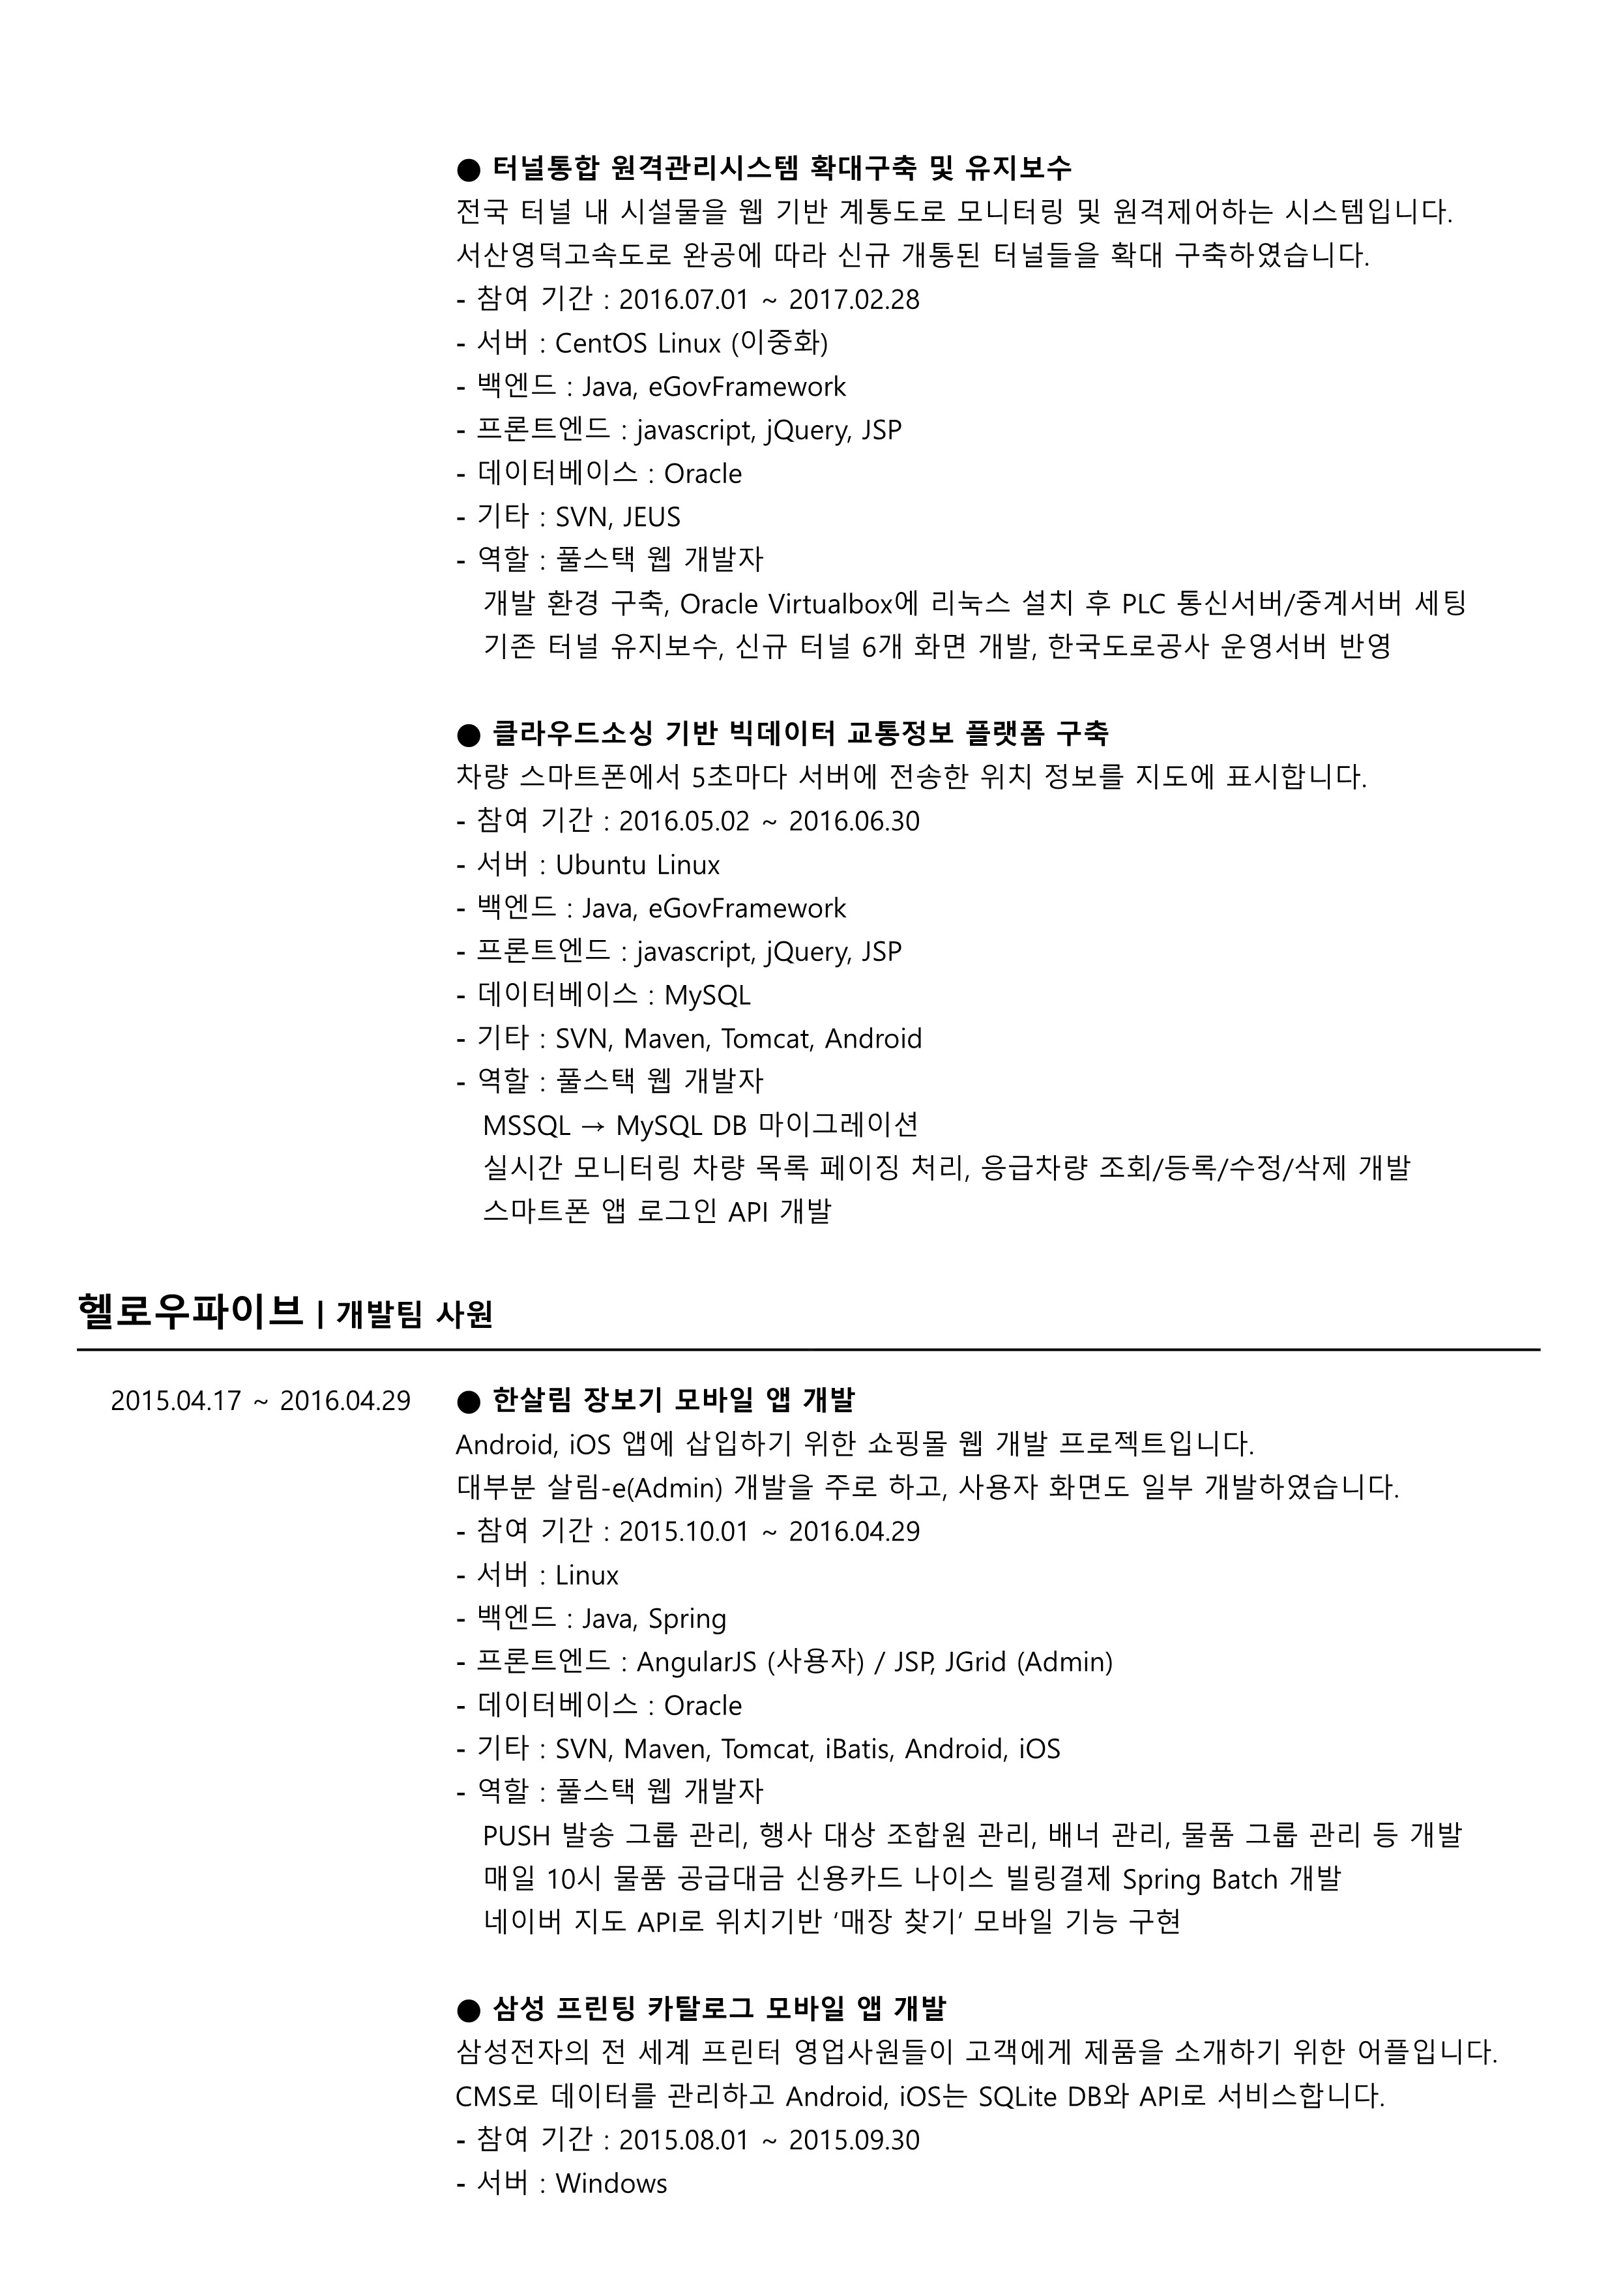 ● 터널통합 원격관리시스템 확대구축 및 유지보수
전국 터널 내 시설물을 웹 기반 계통도로 모니터링 및 원격제어하는 시스템입니다.
서산영덕고속도로 완공에 따라 신규 개통된 터널들을 확대 구축하였습니다.
- 참여 기간 : 2016.07.01 ~ 2017.02.28
- 서버 : CentOS Linux (이중화)
- 백엔드 : Java, eGovFramework
- 프론트엔드 : javascript, jQuery, JSP
- 데이터베이스 : Oracle
- 기타 : SVN, JEUS
- 역할 : 풀스택 웹 개발자
개발 환경 구축, Oracle Virtualbox에 리눅스 설치 후 PLC 통신서버/중계서버 세팅
기존 터널 유지보수, 신규 터널 6개 화면 개발, 한국도로공사 운영서버 반영
● 클라우드소싱 기반 빅데이터 교통정보 플랫폼 구축
차량 스마트폰에서 5초마다 서버에 전송한 위치 정보를 지도에 표시합니다.
- 참여 기간 : 2016.05.02 ~ 2016.06.30
- 서버 : Ubuntu Linux
- 백엔드 : Java, eGovFramework
- 프론트엔드 : javascript, jQuery, JSP
- 데이터베이스 : MySQL
- 기타 : SVN, Maven, Tomcat, Android
- 역할 : 풀스택 웹 개발자
MSSQL → MySQL DB 마이그레이션
실시간 모니터링 차량 목록 페이징 처리, 응급차량 조회/등록/수정/삭제 개발
스마트폰 앱 로그인 API 개발
헬로우파이브 | 개발팀 사원
2015.04.17 ~ 2016.04.29
● 한살림 장보기 모바일 앱 개발
Android, iOS 앱에 삽입하기 위한 쇼핑몰 웹 개발 프로젝트입니다.
대부분 살림-e(Admin) 개발을 주로 하고, 사용자 화면도 일부 개발하였습니다.
- 참여 기간 : 2015.10.01 ~ 2016.04.29
- 서버 : Linux
- 백엔드 : Java, Spring
- 프론트엔드 : AngularJS (사용자) / JSP, JGrid (Admin)
- 데이터베이스 : Oracle
- 기타 : SVN, Maven, Tomcat, iBatis, Android, iOS
- 역할 : 풀스택 웹 개발자
PUSH 발송 그룹 관리, 행사 대상 조합원 관리, 배너 관리, 물품 그룹 관리 등 개발
매일 10시 물품 공급대금 신용카드 나이스 빌링결제 Spring Batch 개발
네이버 지도 API로 위치기반 ‘매장 찾기’ 모바일 기능 구현
● 삼성 프린팅 카탈로그 모바일 앱 개발
삼성전자의 전 세계 프린터 영업사원들이 고객에게 제품을 소개하기 위한 어플입니다.
CMS로 데이터를 관리하고 Android, iOS는 SQLite DB와 API로 서비스합니다.
- 참여 기간 : 2015.08.01 ~ 2015.09.30
- 서버 : Windows